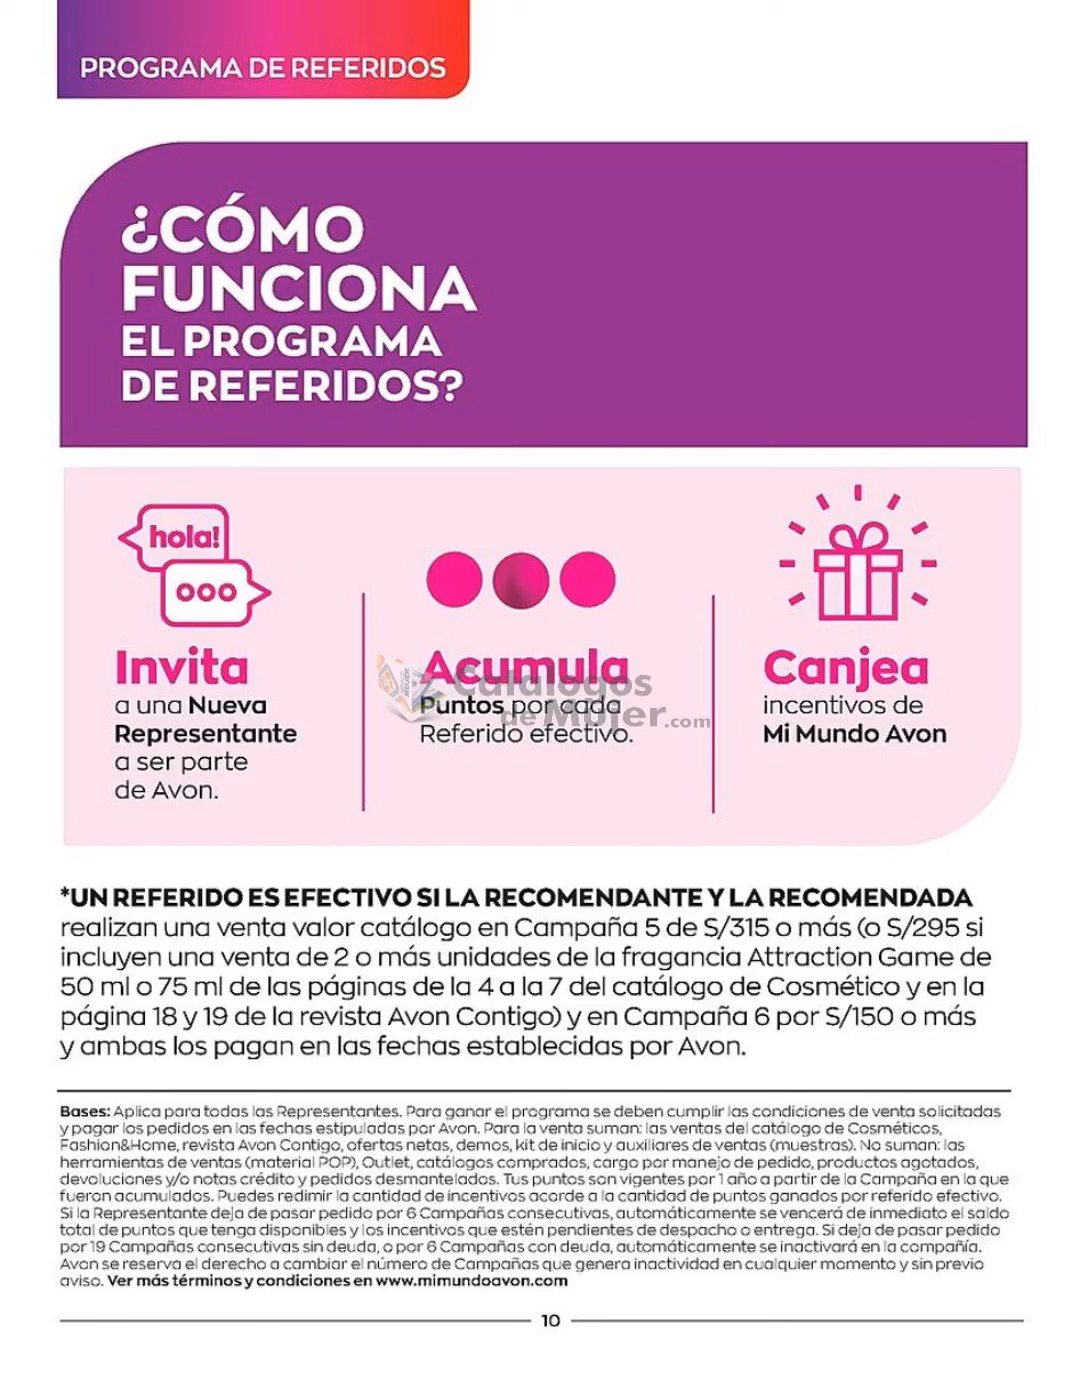 PROGRAMA DE REFERIDOS
¿CÓMO
FUNCIONA
EL PROGRAMA
DE REFERIDOS?
hola!
Invita
a una Nueva
Representante
a ser parte
de Avon.
Acumula
Puntos por cada
Referido efectivo.
Catálogos
de Mujer.com
Canjea
incentivos de
Mi Mundo Avon
*UN REFERIDO ES EFECTIVO SI LA RECOMENDANTE Y LA RECOMENDADA
realizan una venta valor catálogo en Campaña 5 de S/315 o más (o S/295 si
incluyen una venta de 2 o más unidades de la fragancia Attraction Game de
50 ml o 75 ml de las páginas de la 4 a la 7 del catálogo de Cosmético y en la
página 18 y 19 de la revista Avon Contigo) y en Campaña 6 por S/150 o más
y ambas los pagan en las fechas establecidas por Avon.
Bases: Aplica para todas las Representantes. Para ganar el programa se deben cumplir las condiciones de venta solicitadas
y pagar los pedidos en las fechas estipuladas por Avon. Para la venta suman: las ventas del catálogo de Cosméticos,
Fashion&Home, revista Avon Contigo, ofertas netas, demos, kit de inicio y auxiliares de ventas (muestras). No suman: las
herramientas de ventas (material POP), Outlet, catálogos comprados, cargo por manejo de pedido, productos agotados,
devoluciones y/o notas crédito y pedidos desmantelados. Tus puntos son vigentes por 1 año a partir de la Campaña en la que
fueron acumulados. Puedes redimir la cantidad de incentivos acorde a la cantidad de puntos ganados por referido efectivo.
Si la Representante deja de pasar pedido por 6 Campañas consecutivas, automáticamente se vencerá de inmediato el saldo
total de puntos que tenga disponibles y los incentivos que estén pendientes de despacho o entrega. Si deja de pasar pedido
por 19 Campañas consecutivas sin deuda, o por 6 Campañas con deuda, automáticamente se inactivará en la compañía.
Avon se reserva el derecho a cambiar el número de Campañas que genera inactividad en cualquier momento y sin previo
aviso. Ver más términos y condiciones en www.mimundoavon.com
10